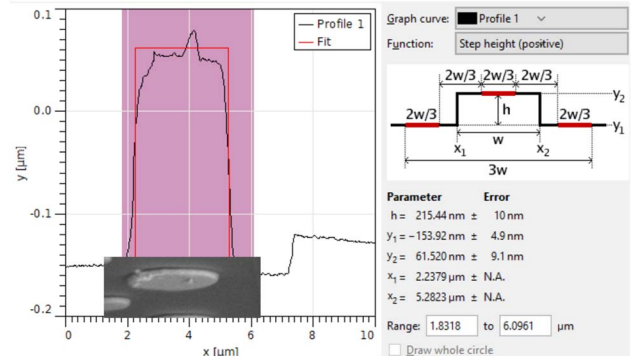 0.1
0.0
-0.1
-0.2
y [µm]
0 2 4 6 8 10
x [µm]
Profile 1
Fit
Graph curve: Profile 1
Function: Step height (positive)
2w/3 2w/3 2w/3
y2
2w/3 h 2w/3
y1
x1 w x2
3w
Parameter Error
h = 215.44 nm ± 10 nm
y1 = −153.92 nm ± 4.9 nm
y2 = 61.520 nm ± 9.1 nm
x1 = 2.2379 µm ± N.A.
x2 = 5.2823 µm ± N.A.
Range: 1.8318 to 6.0961 µm
Draw whole circle